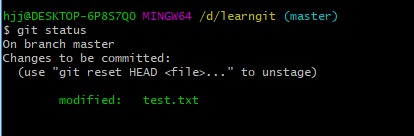 hjj@DESKTOP-6P8S7QO MINGW64 /d/learngit (master)
$ git status
On branch master
Changes to be committed:
  (use "git reset HEAD <file>..." to unstage)

        modified:   test.txt